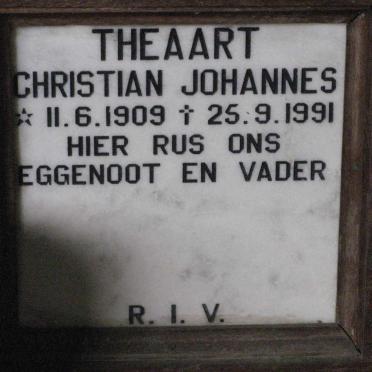 THEAART
CHRISTIAN JOHANNES
☆ 11.6.1909 † 25.9.1991
HIER RUS ONS
EGGENOOT EN VADER
R. I. V.